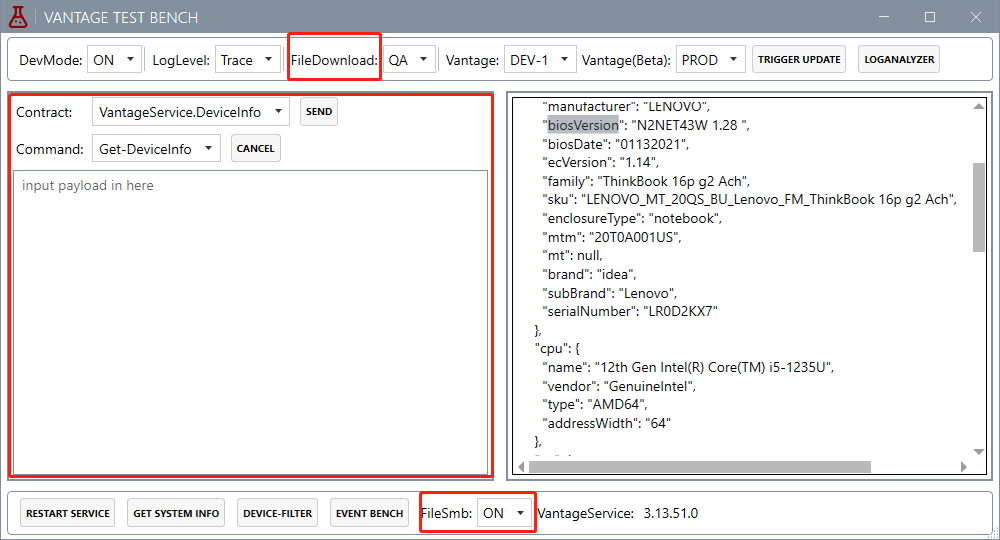 VANTAGE TEST BENCH
DevMode: ON LogLevel: Trace FileDownload: QA Vantage: DEV-1 Vantage(Beta): PROD TRIGGER UPDATE LOGANALYZER
Contract: VantageService.DeviceInfo SEND
Command: Get-DeviceInfo CANCEL
input payload in here
"manufacturer": "LENOVO",
"biosVersion": "N2NET43W 1.28 ",
"biosDate": "01132021",
"ecVersion": "1.14",
"family": "ThinkBook 16p g2 Ach",
"sku": "LENOVO_MT_20QS_BU_Lenovo_FM_ThinkBook 16p g2 Ach",
"enclosureType": "notebook",
"mtm": "20T0A001US",
"mt": null,
"brand": "idea",
"subBrand": "Lenovo",
"serialNumber": "LR0D2KX7"
},
"cpu": {
"name": "12th Gen Intel(R) Core(TM) i5-1235U",
"vendor": "GenuineIntel",
"type": "AMD64",
"addressWidth": "64"
},
RESTART SERVICE GET SYSTEM INFO DEVICE-FILTER EVENT BENCH FileSmb: ON VantageService: 3.13.51.0